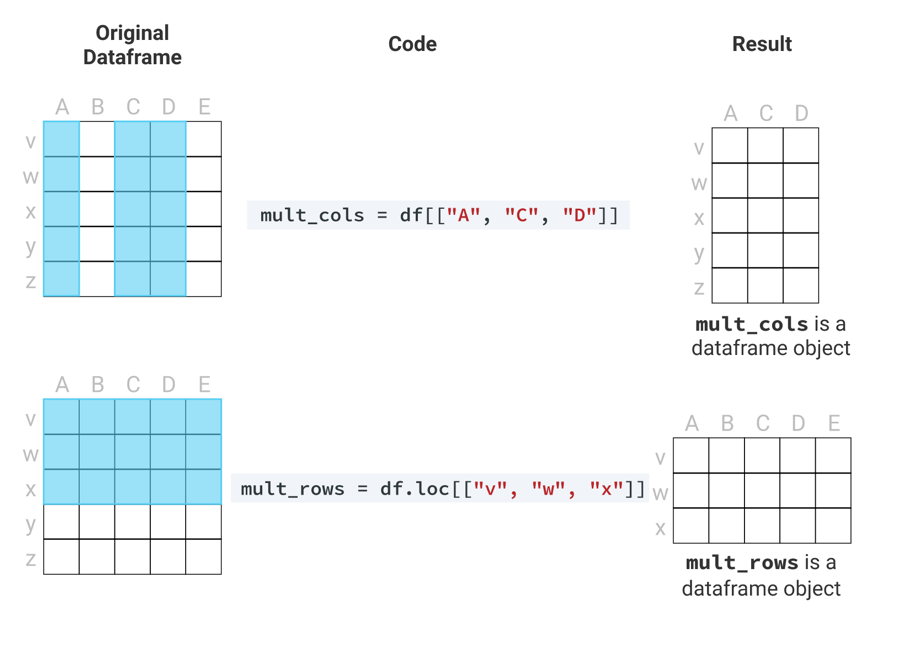 Original
Dataframe
Code
Result
A B C D E
v
w
x
y
z
mult_cols = df[["A", "C", "D"]]
A C D
v
w
x
y
z
mult_cols is a
dataframe object
A B C D E
v
w
x
y
z
mult_rows = df.loc[["v", "w", "x"]]
A B C D E
v
w
x
mult_rows is a
dataframe object